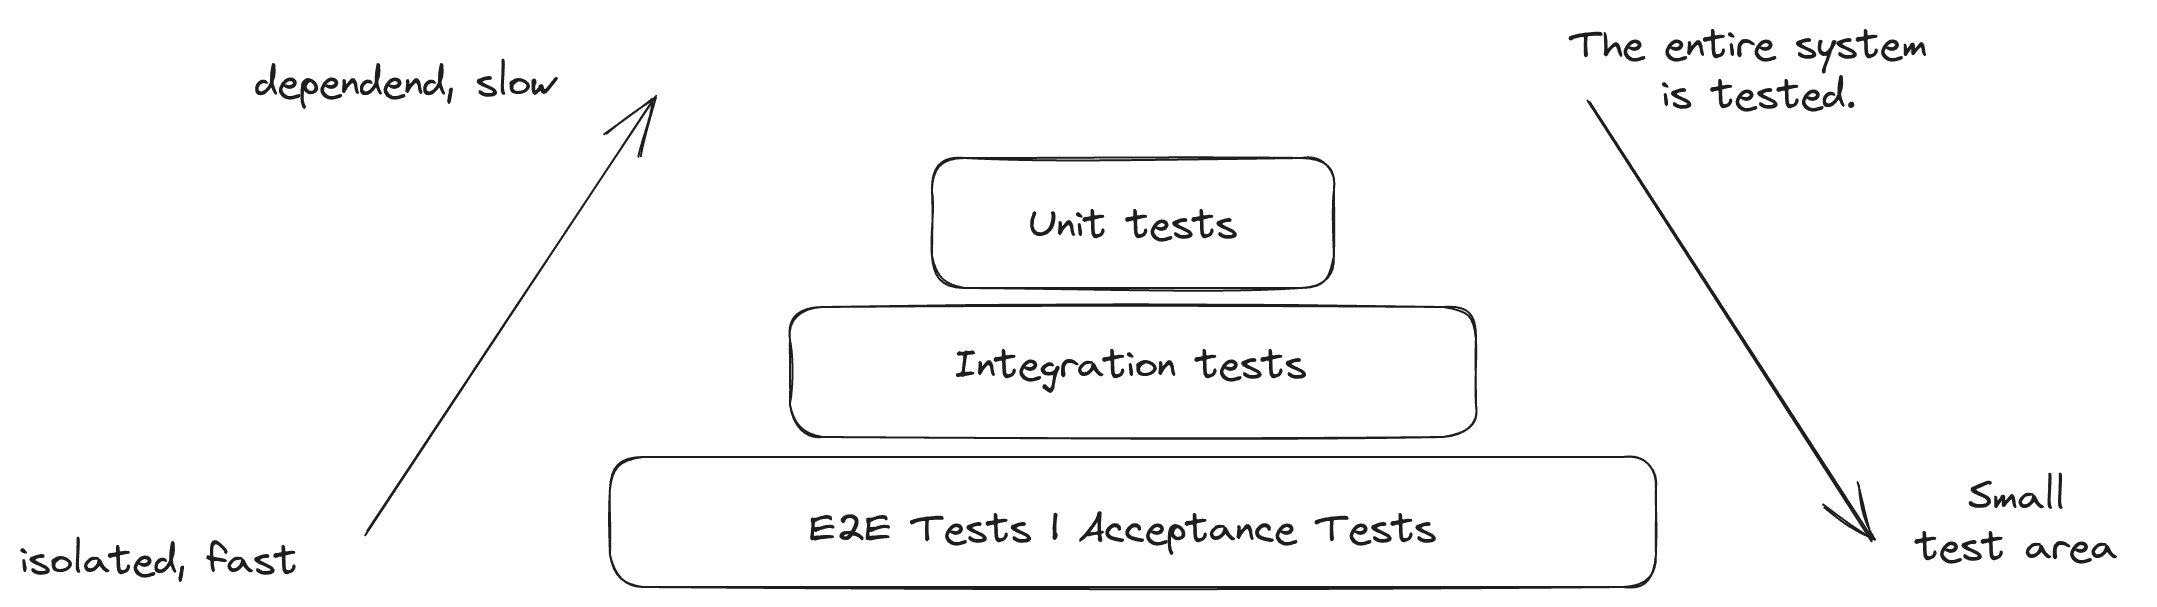 dependend, slow
The entire system
is tested.
Unit tests
Integration tests
E2E Tests | Acceptance Tests
isolated, fast
Small
test area